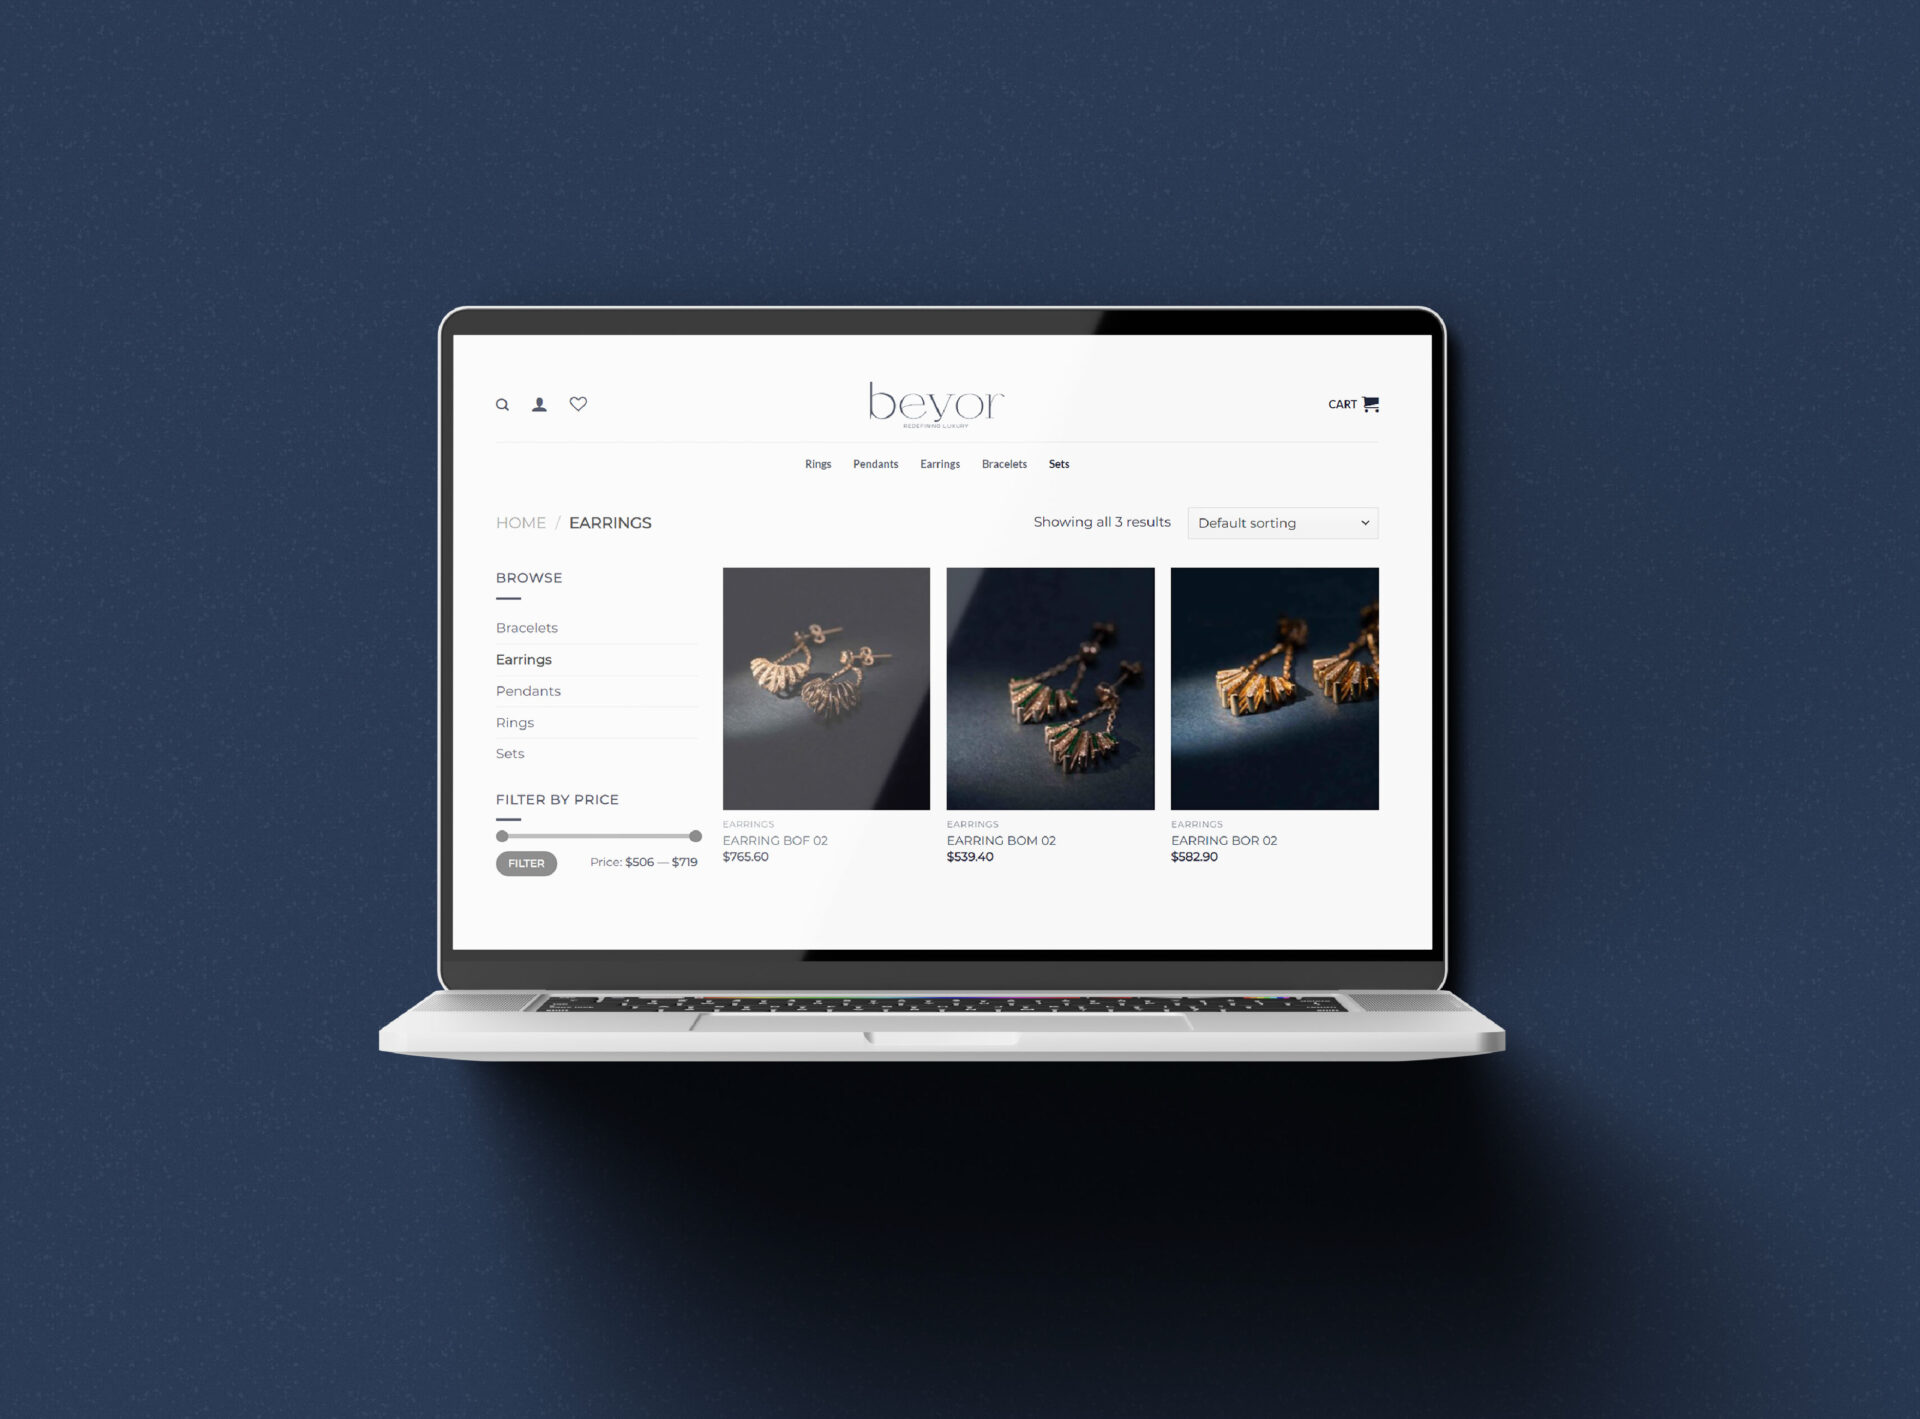 beyor
REDEFINING LUXURY
CART
Rings Pendants Earrings Bracelets Sets
HOME / EARRINGS
Showing all 3 results
Default sorting
BROWSE
Bracelets
Earrings
Pendants
Rings
Sets
FILTER BY PRICE
FILTER
Price: $506 — $719
EARRINGS
EARRING BOF 02
$765.60
EARRINGS
EARRING BOM 02
$539.40
EARRINGS
EARRING BOR 02
$582.90